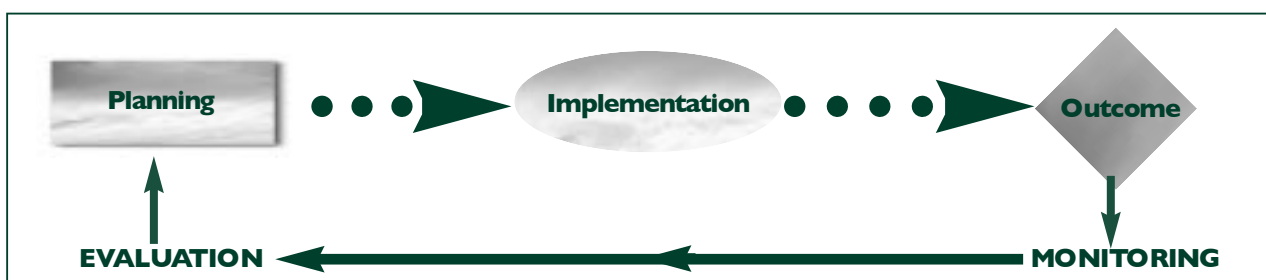 Planning
Implementation
Outcome
EVALUATION
MONITORING